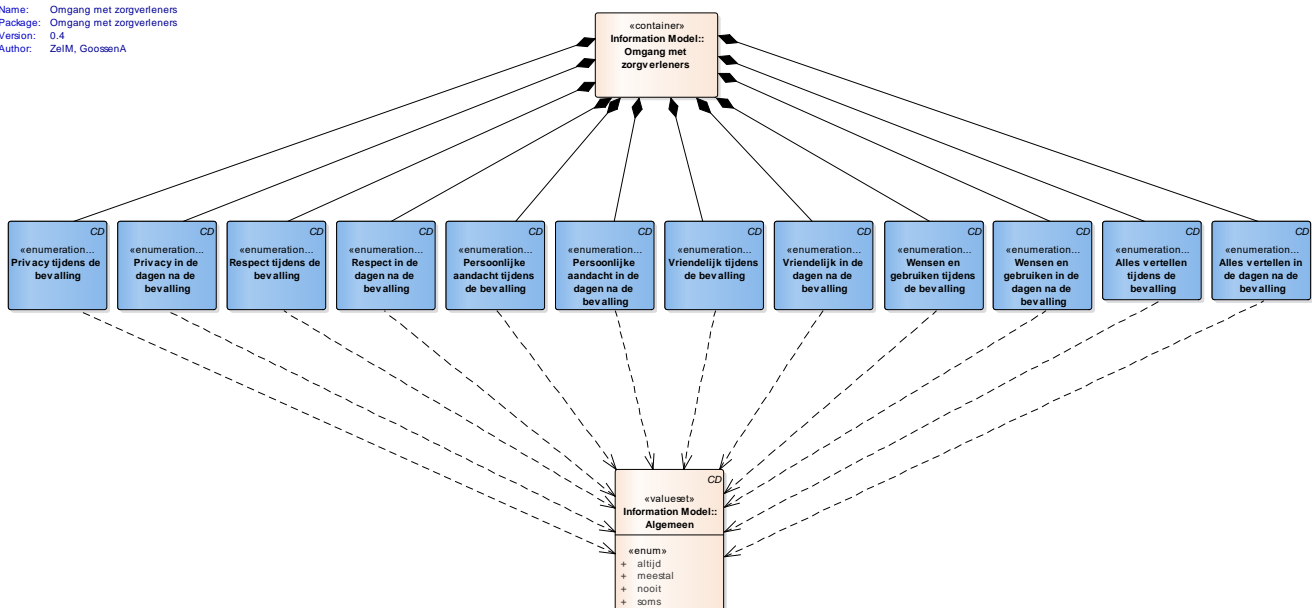 Name: Omgang met zorgverleners
Package: Omgang met zorgverleners
Version: 0.4
Author: ZelM, GoossenA
«container»
Information Model::
Omgang met
zorgverleners
CD
«enumeration...
Privacy tijdens de
bevalling
CD
«enumeration...
Privacy in de
dagen na de
bevalling
CD
«enumeration...
Respect tijdens de
bevalling
CD
«enumeration...
Respect in de
dagen na de
bevalling
CD
«enumeration...
Persoonlijke
aandacht tijdens
de bevalling
CD
«enumeration...
Persoonlijke
aandacht in de
dagen na de
bevalling
CD
«enumeration...
Vriendelijk tijdens
de bevalling
CD
«enumeration...
Vriendelijk in de
dagen na de
bevalling
CD
«enumeration...
Wensen en
gebruiken tijdens
de bevalling
CD
«enumeration...
Wensen en
gebruiken in de
dagen na de
bevalling
CD
«enumeration...
Alles vertellen
tijdens de
bevalling
CD
«enumeration...
Alles vertellen in
de dagen na de
bevalling
CD
«valueset»
Information Model::
Algemeen
«enum»
+ altijd
+ meestal
+ nooit
+ soms